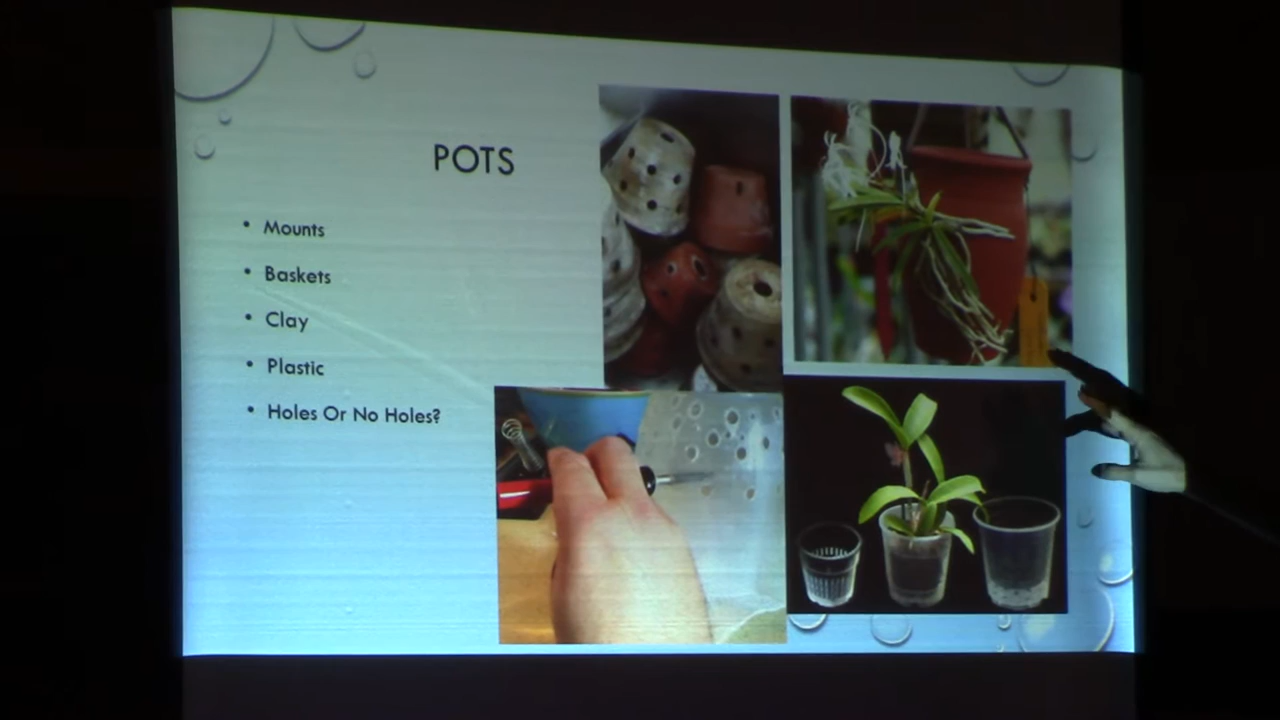 POTS
• Mounts
• Baskets
• Clay
• Plastic
• Holes Or No Holes?